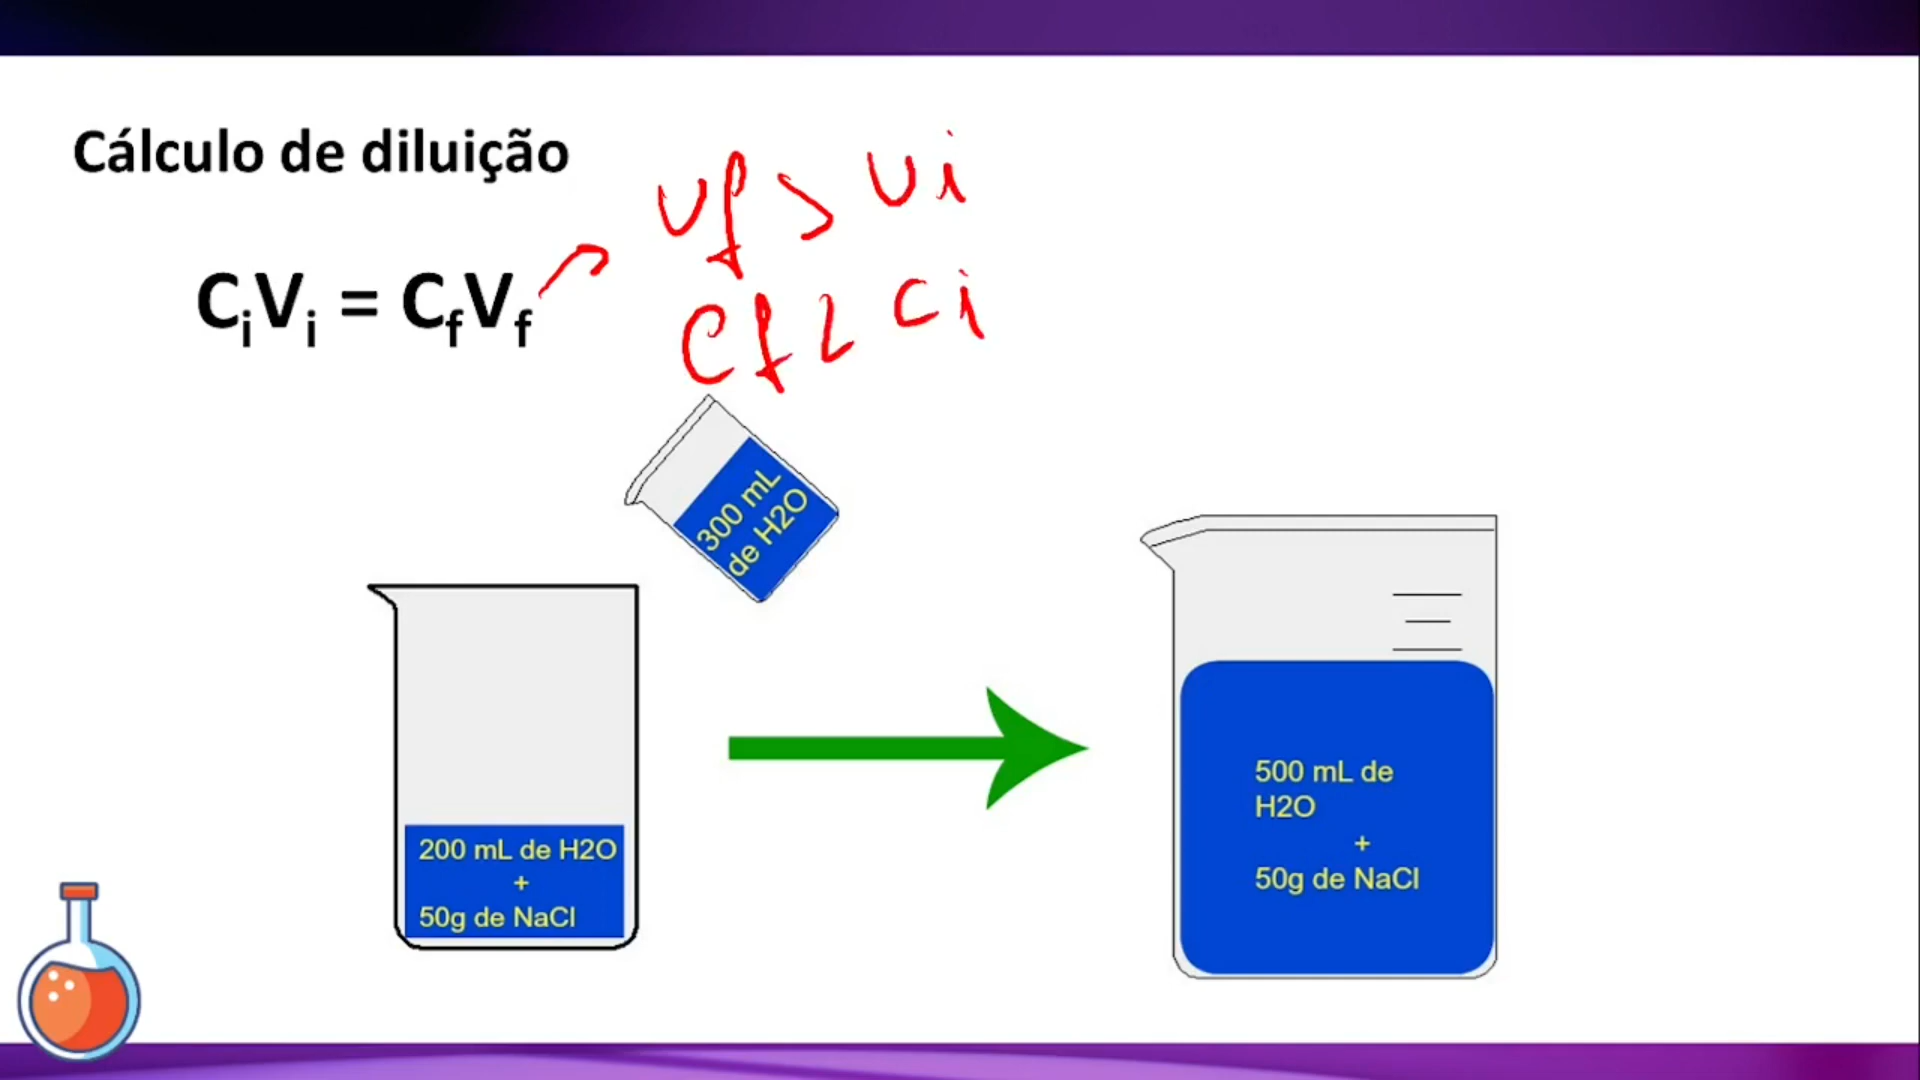 Cálculo de diluição
Vf > Vi
CiVi = CfVf
Cf < Ci
300 mL
de H2O
200 mL de H2O
+
50g de NaCl
500 mL de
H2O
+
50g de NaCl